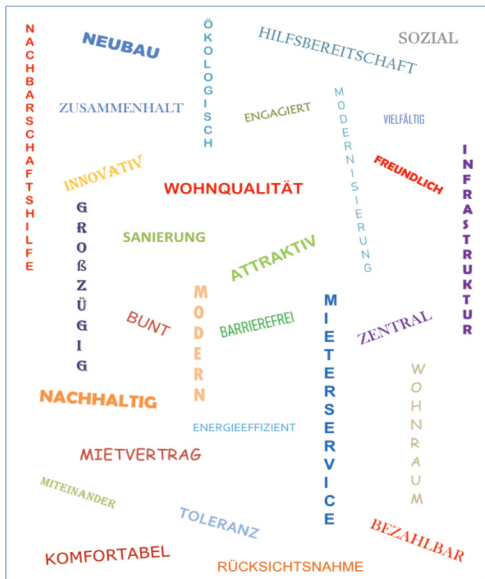 NACHBARSCHAFTSHILFE
NEUBAU
ÖKOLOGISCH
HILFSBEREITSCHAFT
SOZIAL
ZUSAMMENHALT
ENGAGIERT
MODERNISIERUNG
VIELFÄLTIG
INNOVATIV
WOHNQUALITÄT
FREUNDLICH
INFRASTRUKTUR
GROßZÜGIG
SANIERUNG
ATTRAKTIV
BUNT
MODERN
BARRIEREFREI
MIETERSERVICE
ZENTRAL
WOHNRAUM
NACHHALTIG
ENERGIEEFFIZIENT
MIETVERTRAG
MITEINANDER
TOLERANZ
BEZAHLBAR
KOMFORTABEL
RÜCKSICHTSNAHME